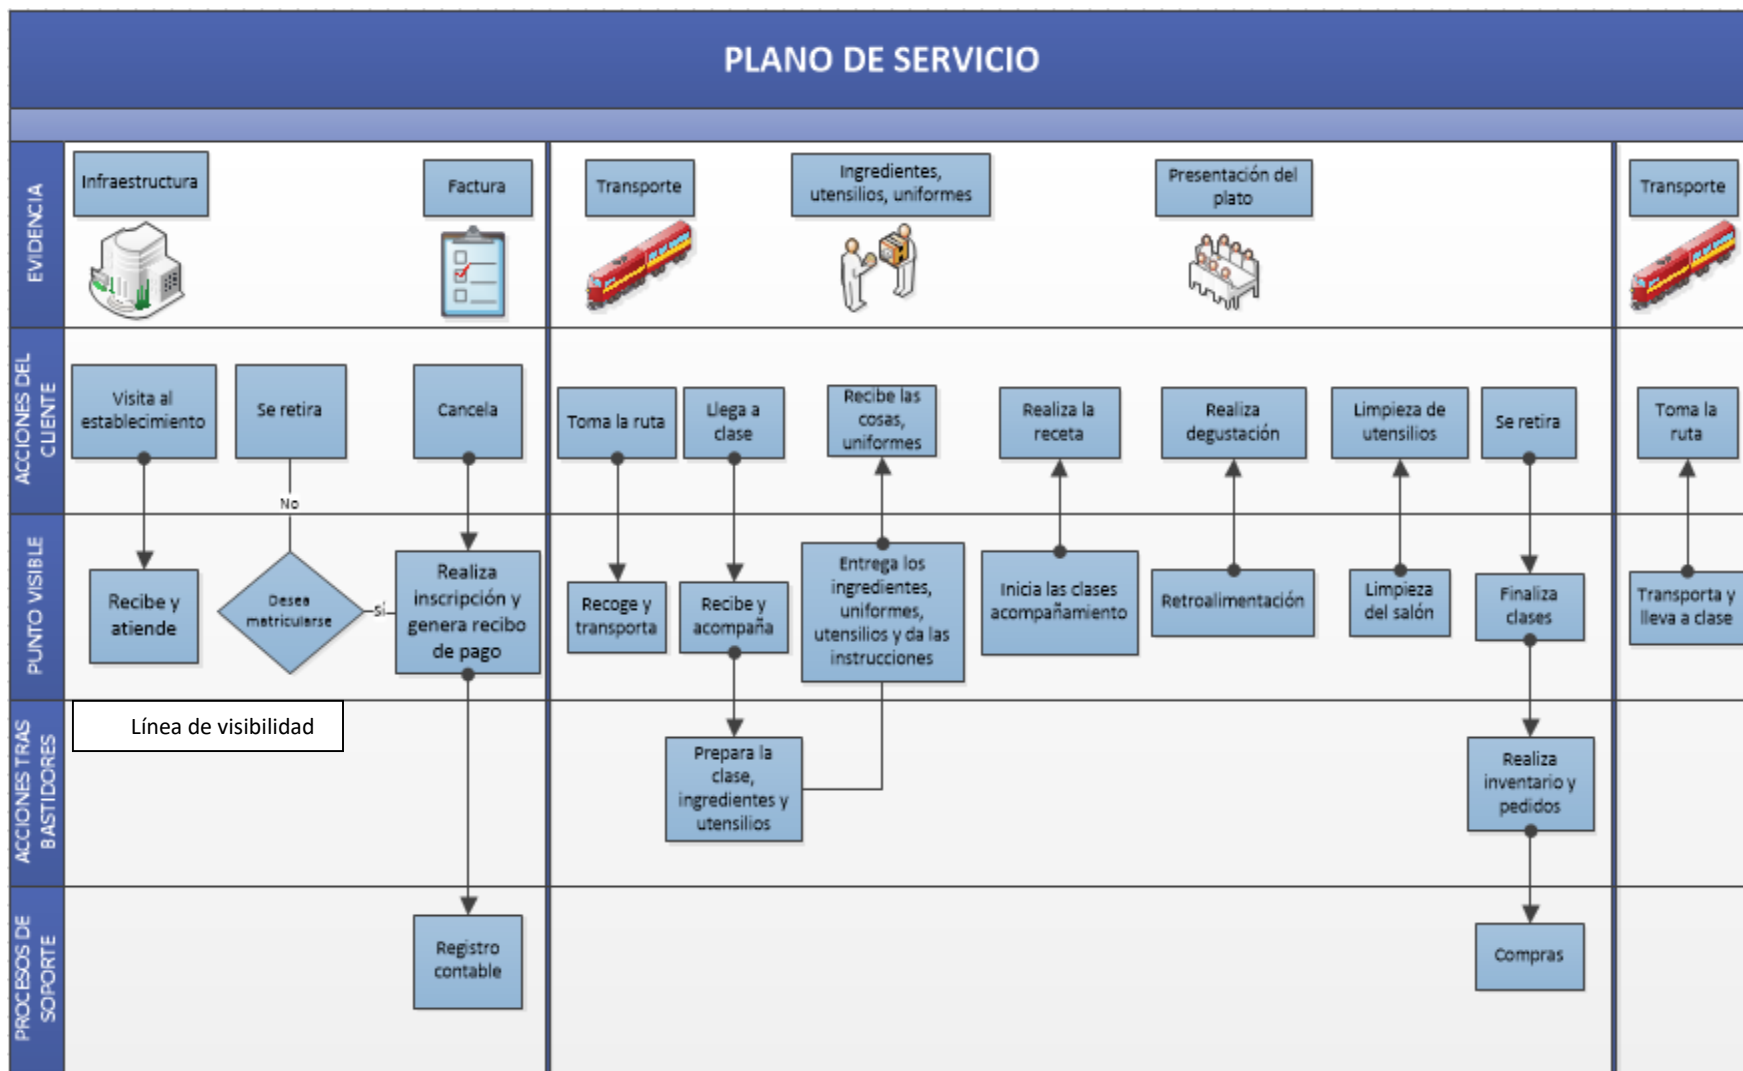 PLANO DE SERVICIO
EVIDENCIA
Infraestructura
Factura
Transporte
Ingredientes,
utensilios, uniformes
Presentación del
plato
Transporte
ACCIONES DEL
CLIENTE
Visita al
establecimiento
Se retira
Cancela
Toma la ruta
Llega a
clase
Recibe las
cosas,
uniformes
Realiza la
receta
Realiza
degustación
Limpieza de
utensilios
Se retira
Toma la
ruta
No
PUNTO VISIBLE
Recibe y
atiende
Desea
matricularse
sí
Realiza
inscripción y
genera recibo
de pago
Recoge y
transporta
Recibe y
acompaña
Entrega los
ingredientes,
uniformes,
utensilios y da las
instrucciones
Inicia las clases
acompañamiento
Retroalimentación
Limpieza
del salón
Finaliza
clases
Transporta y
lleva a clase
ACCIONES TRAS
BASTIDORES
Línea de visibilidad
Prepara la
clase,
ingredientes y
utensilios
Realiza
inventario y
pedidos
PROCESOS DE
SOPORTE
Registro
contable
Compras